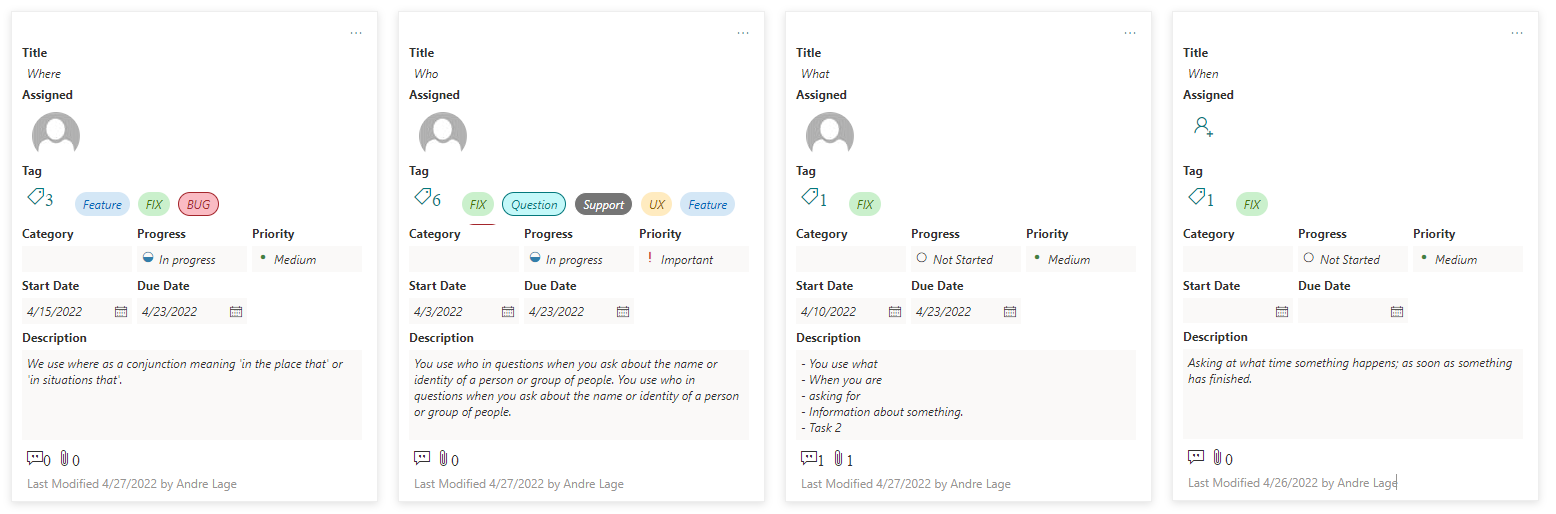 ...
Title
Where
Assigned
Tag
3 Feature FIX BUG
Category Progress Priority
In progress Medium
Start Date Due Date
4/15/2022 4/23/2022
Description
We use where as a conjunction meaning 'in the place that' or
'in situations that'.
0 0
Last Modified 4/27/2022 by Andre Lage
...
Title
Who
Assigned
Tag
6 FIX Question Support UX Feature
Category Progress Priority
In progress ! Important
Start Date Due Date
4/3/2022 4/23/2022
Description
You use who in questions when you ask about the name or
identity of a person or group of people. You use who in
questions when you ask about the name or identity of a person
or group of people.
0
Last Modified 4/27/2022 by Andre Lage
...
Title
What
Assigned
Tag
1 FIX
Category Progress Priority
Not Started Medium
Start Date Due Date
4/10/2022 4/23/2022
Description
- You use what
- When you are
- asking for
- Information about something.
- Task 2
1 1
Last Modified 4/27/2022 by Andre Lage
...
Title
When
Assigned
Tag
1 FIX
Category Progress Priority
Not Started Medium
Start Date Due Date
Description
Asking at what time something happens; as soon as something
has finished.
0
Last Modified 4/26/2022 by Andre Lage